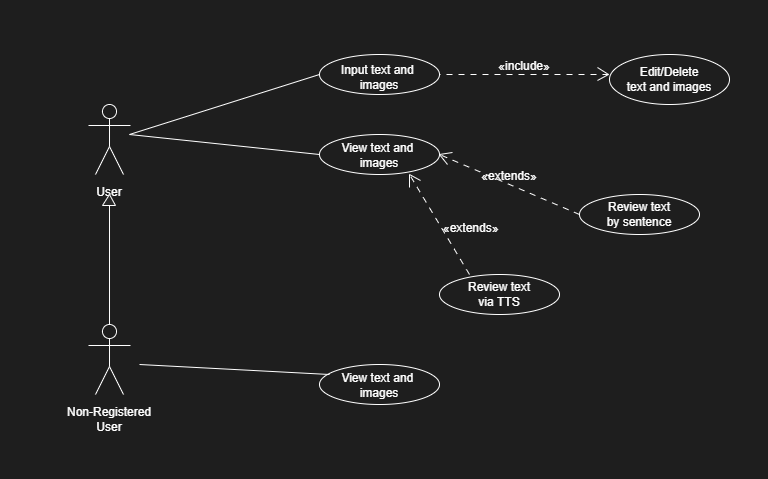 Input text and
images
«include»
Edit/Delete
text and images
View text and
images
«extends»
User
Review text
by sentence
«extends»
Review text
via TTS
View text and
images
Non-Registered
User